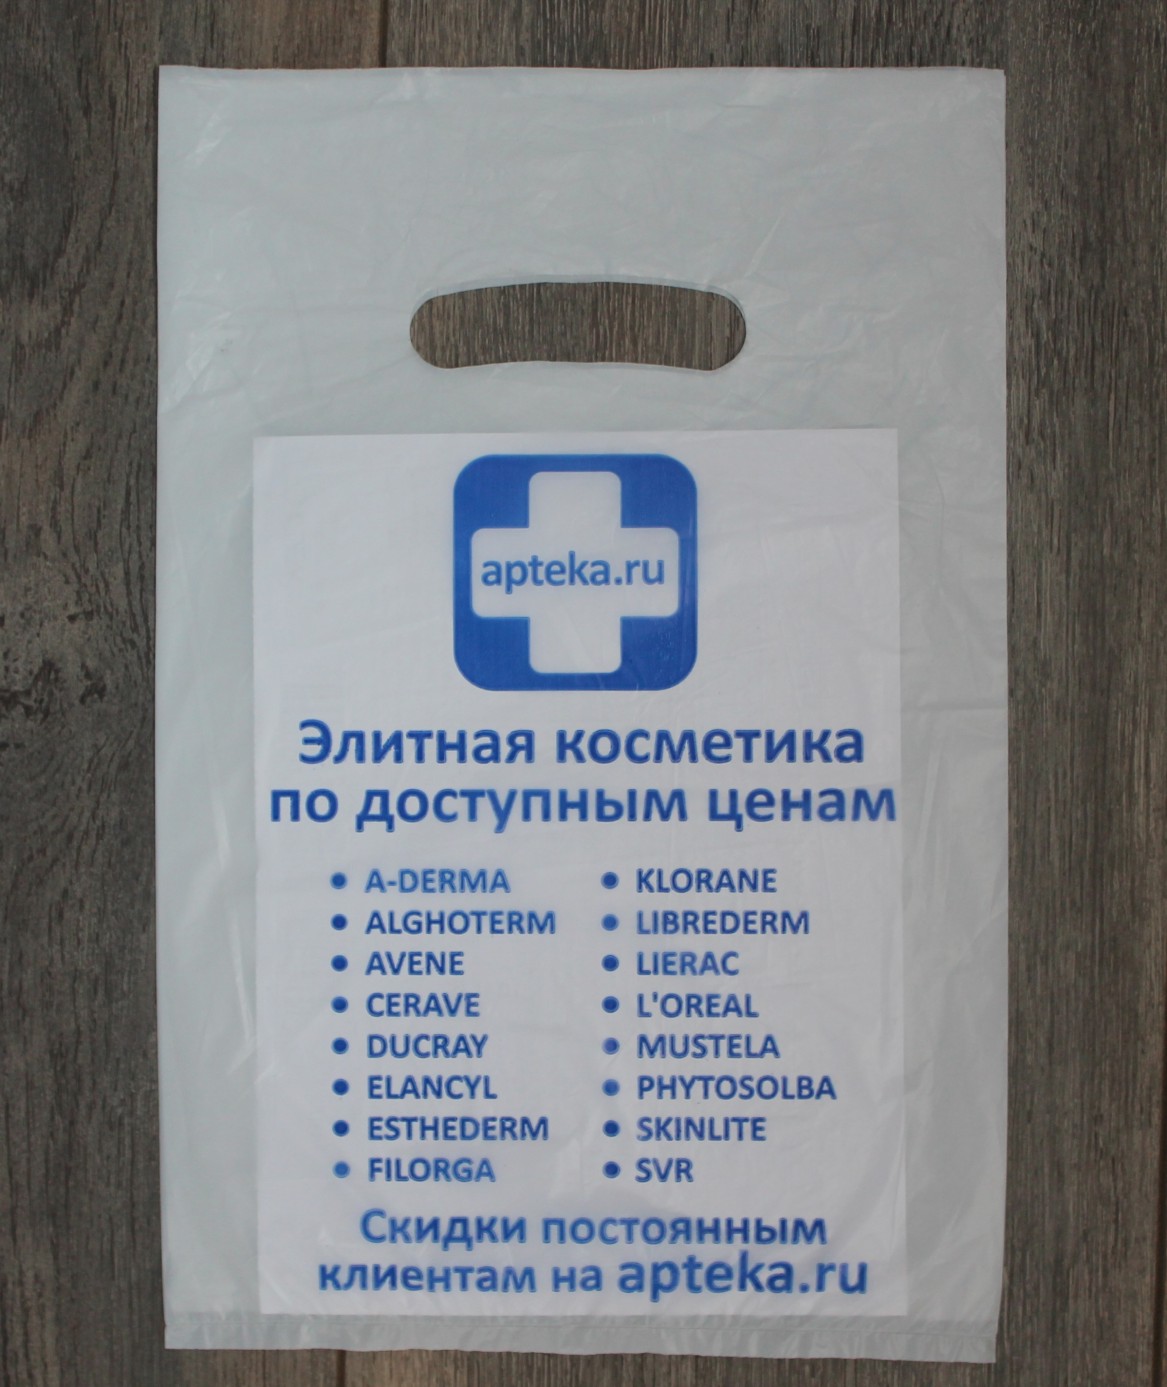 apteka.ru
Элитная косметика
по доступным ценам
• A-DERMA
• ALGHOTERM
• AVENE
• CERAVE
• DUCRAY
• ELANCYL
• ESTHEDERM
• FILORGA
• KLORANE
• LIBREDERM
• LIERAC
• L'OREAL
• MUSTELA
• PHYTOSOLBA
• SKINLITE
• SVR
Скидки постоянным
клиентам на apteka.ru